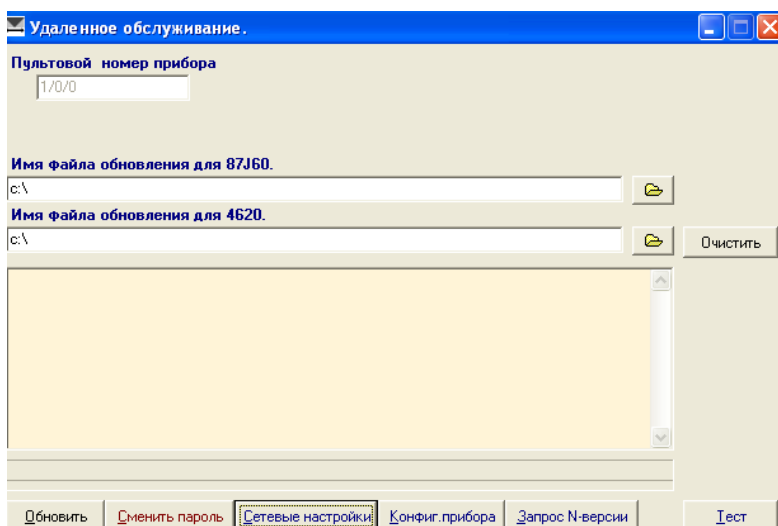 Удаленное обслуживание.
Пультовой номер прибора
1/0/0
Имя файла обновления для 87J60.
c:\
Имя файла обновления для 4620.
c:\
Очистить
Обновить Сменить пароль Сетевые настройки Конфиг.прибора Запрос N-версии Тест